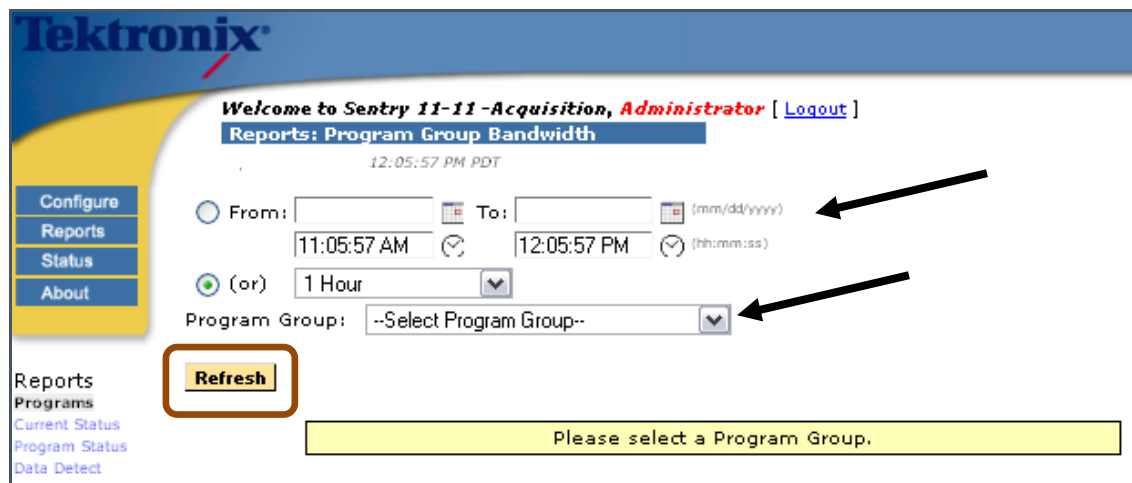 Tektronix
Welcome to Sentry 11-11 -Acquisition, Administrator [ Logout ]
Reports: Program Group Bandwidth
, 12:05:57 PM PDT
Configure
Reports
Status
About
From: To: (mm/dd/yyyy)
11:05:57 AM 12:05:57 PM (hh:mm:ss)
(or) 1 Hour
Program Group: --Select Program Group--
Refresh
Reports
Programs
Current Status
Program Status
Data Detect
Please select a Program Group.